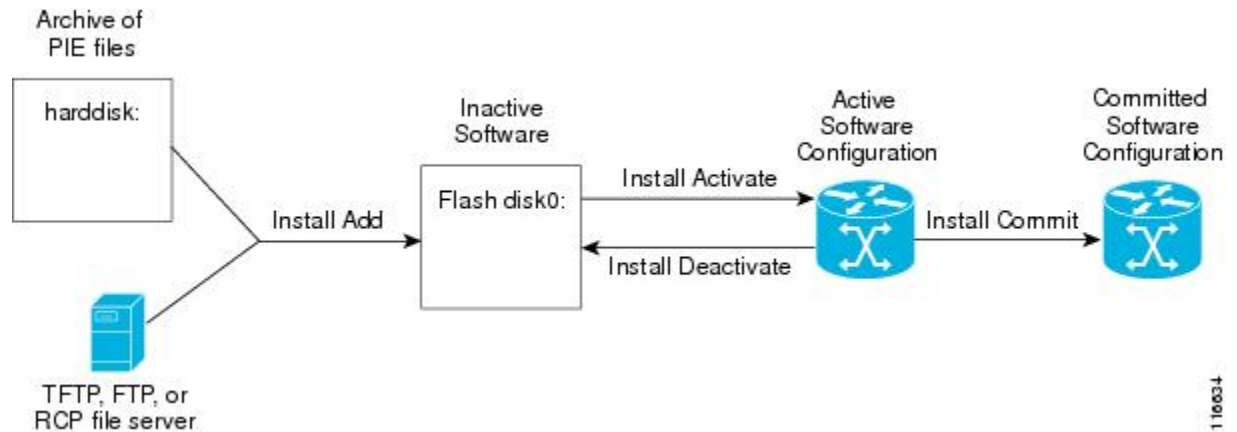 Archive of
PIE files
harddisk:
Inactive
Software
Active
Software
Configuration
Committed
Software
Configuration
Flash disk0:
Install Activate
Install Add
Install Commit
Install Deactivate
TFTP, FTP, or
RCP file server
116634